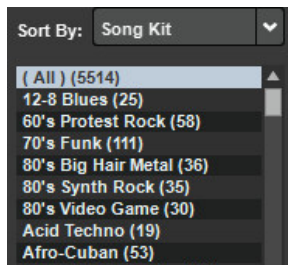 Sort By: Song Kit
( All ) (5514)
12-8 Blues (25)
60's Protest Rock (58)
70's Funk (111)
80's Big Hair Metal (36)
80's Synth Rock (35)
80's Video Game (30)
Acid Techno (19)
Afro-Cuban (53)